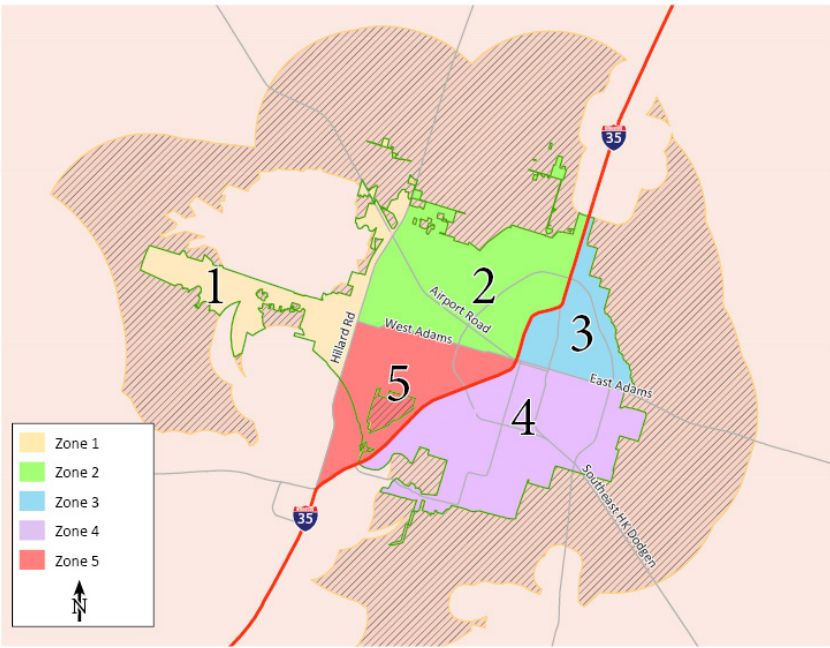 35
1
2
Airport Road
3
Hillard Rd
West Adams
5
East Adams
4
Zone 1
Zone 2
Zone 3
Zone 4
Zone 5
N
Southeast HK Dodgen
35